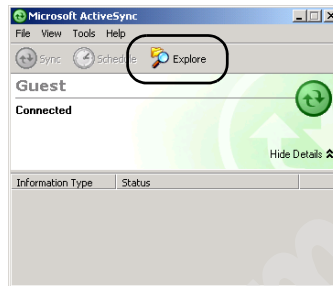 Microsoft ActiveSync
File View Tools Help
Sync Schedule Explore
Guest
Connected
Hide Details
Information Type Status